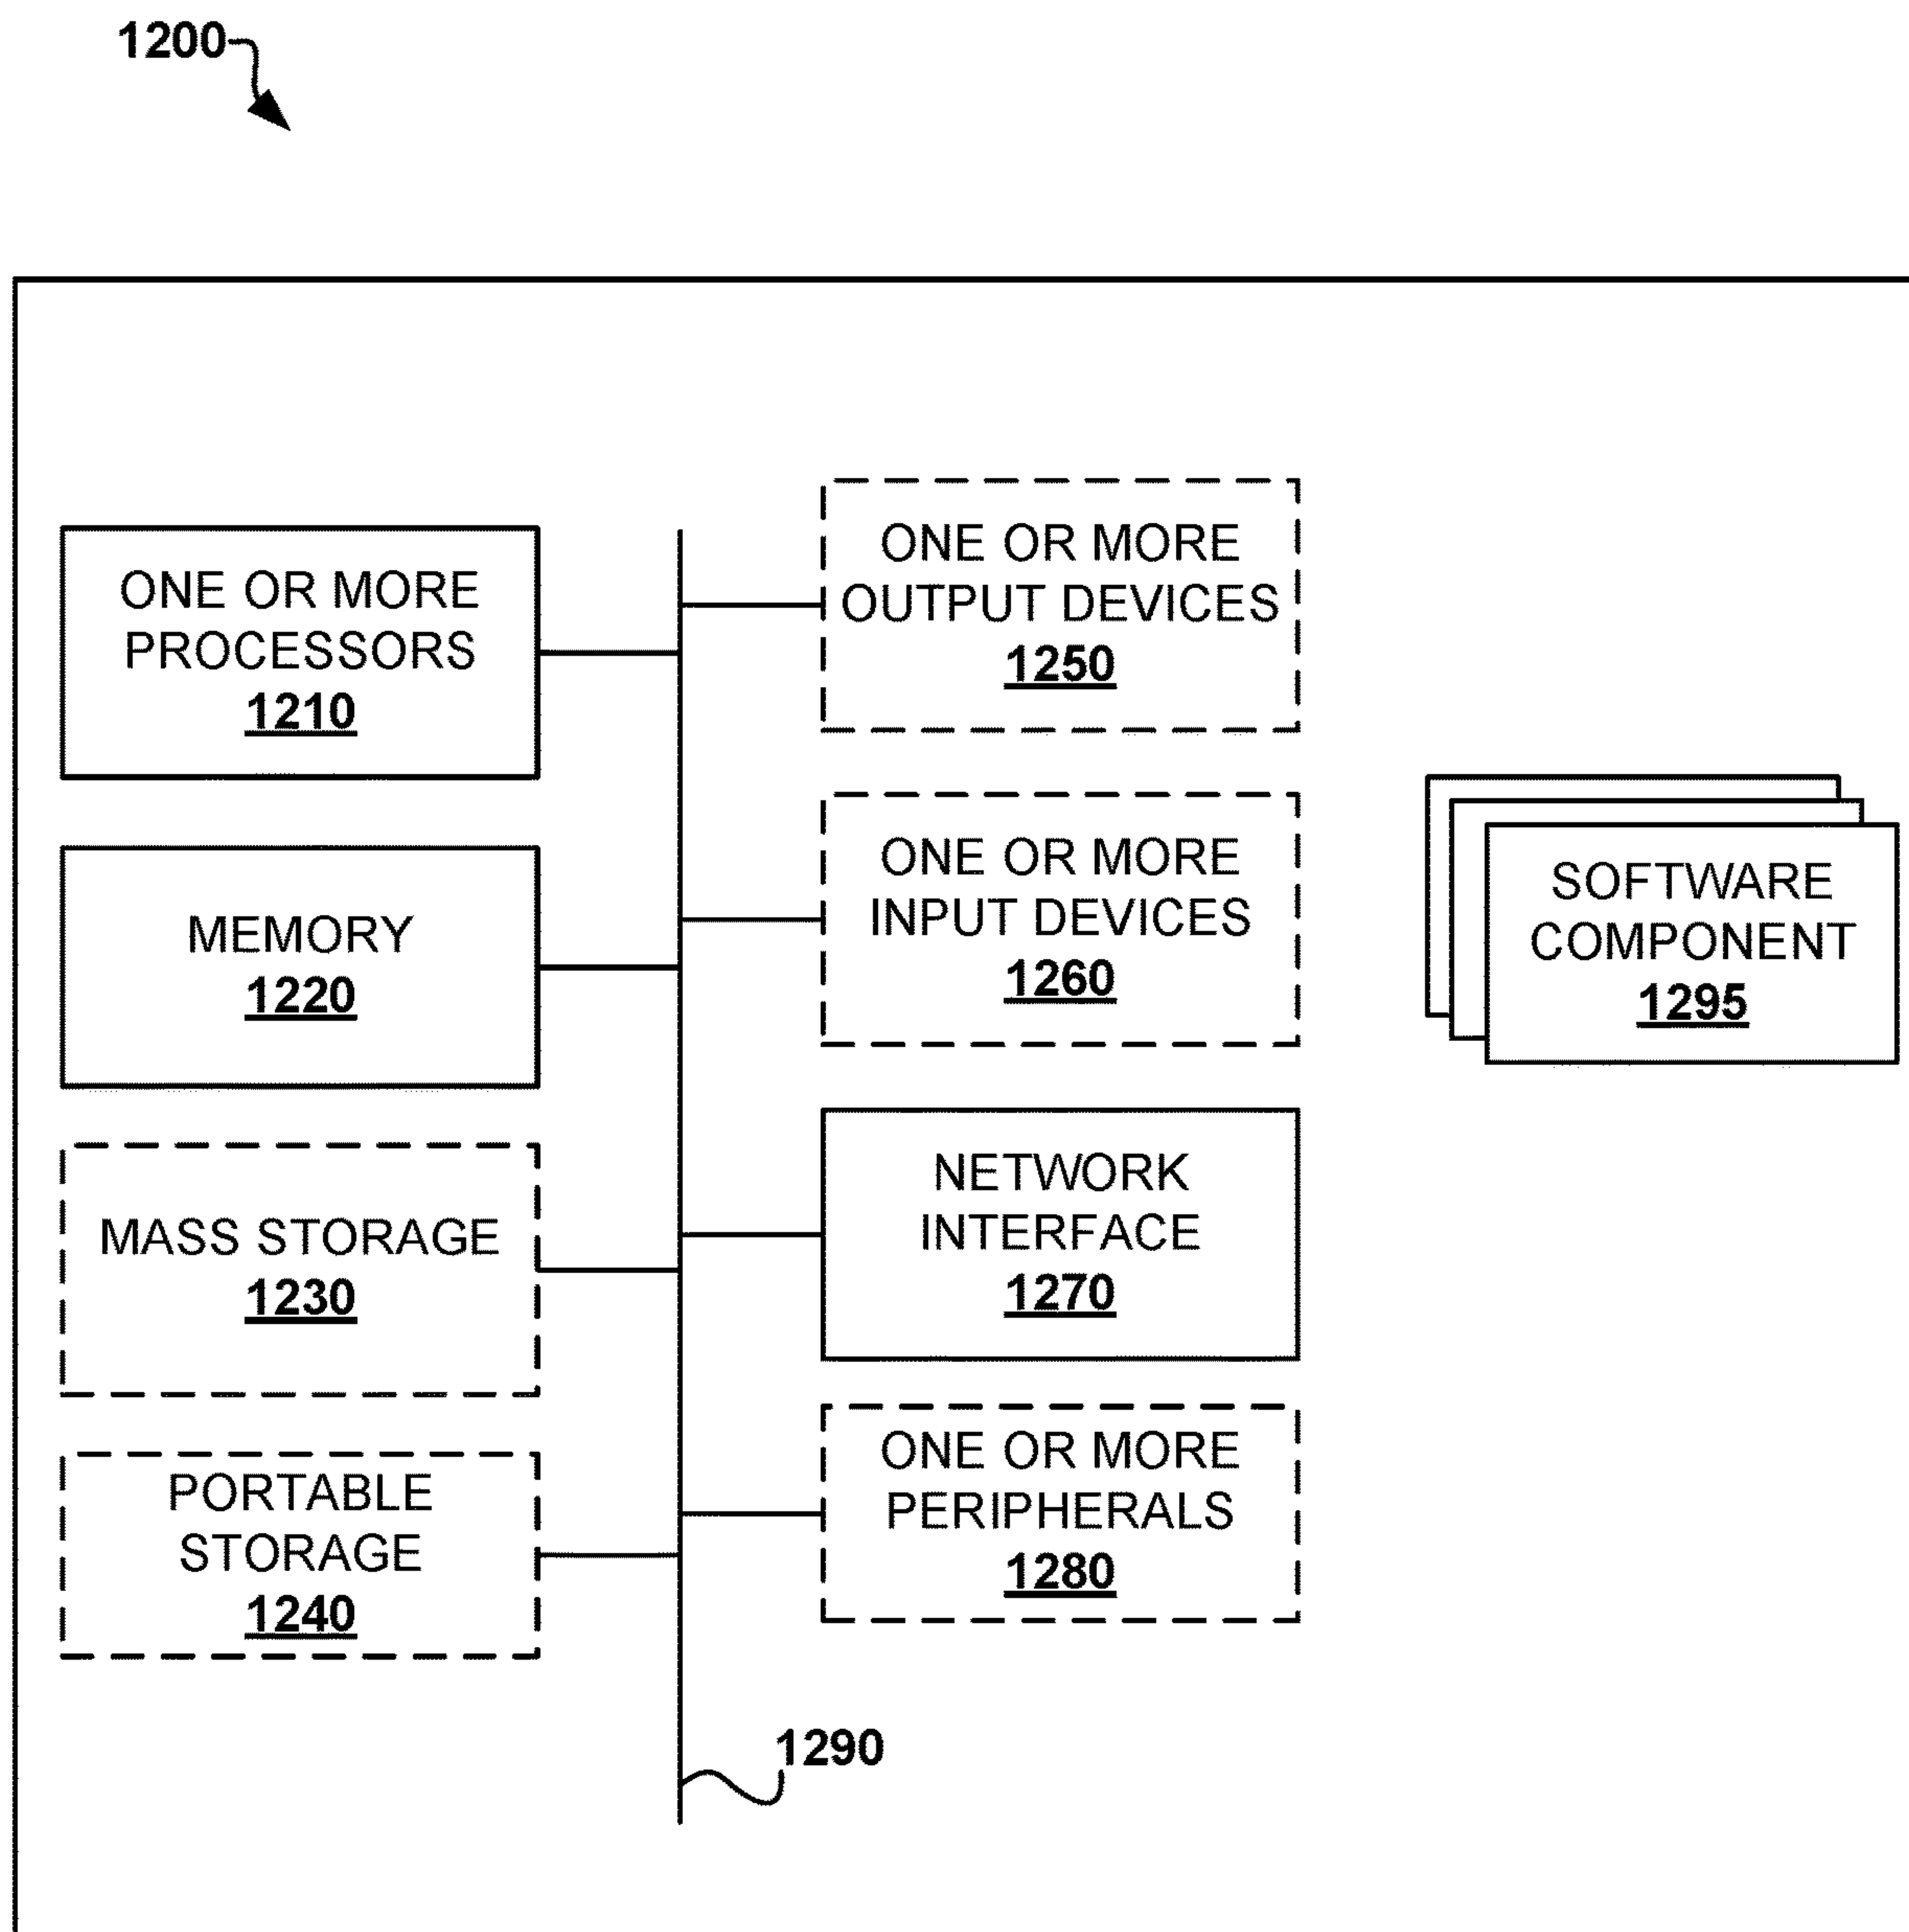 1200
ONE OR MORE
PROCESSORS
1210
MEMORY
1220
MASS STORAGE
1230
PORTABLE
STORAGE
1240
ONE OR MORE
OUTPUT DEVICES
1250
ONE OR MORE
INPUT DEVICES
1260
NETWORK
INTERFACE
1270
ONE OR MORE
PERIPHERALS
1280
1290
SOFTWARE
COMPONENT
1295